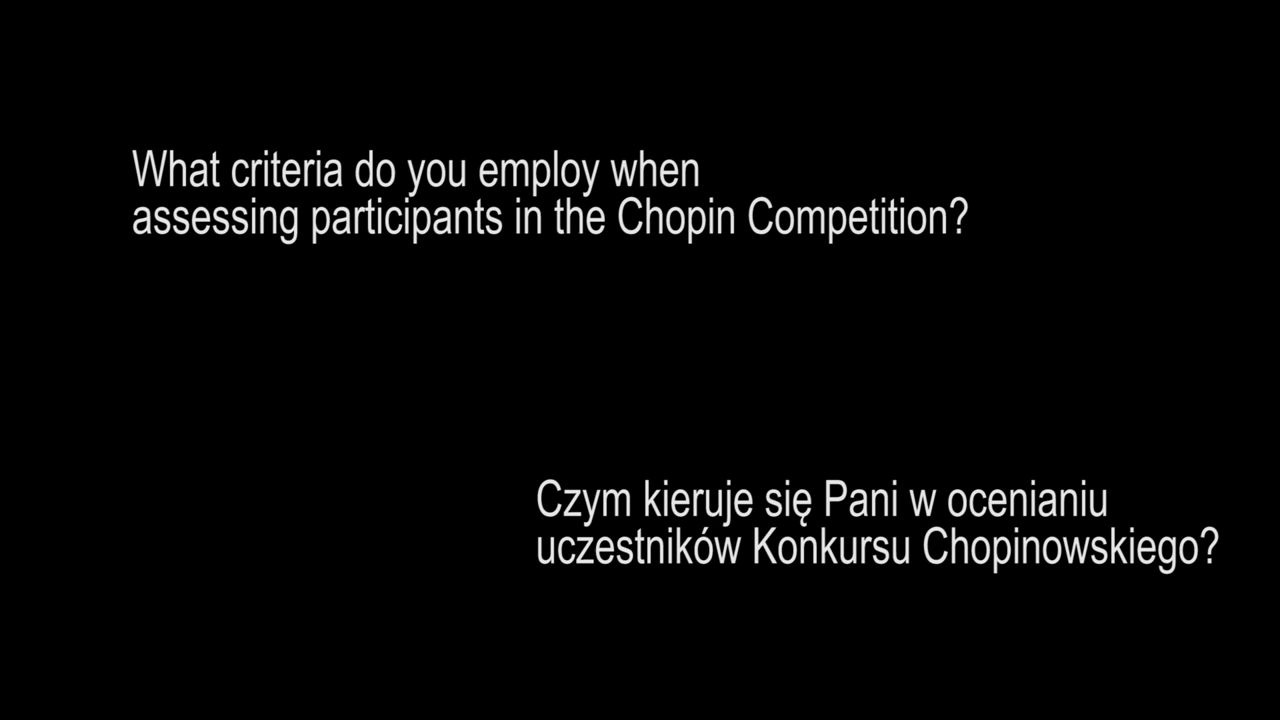 What criteria do you employ when
assessing participants in the Chopin Competition?
Czym kieruje się Pani w ocenianiu
uczestników Konkursu Chopinowskiego?